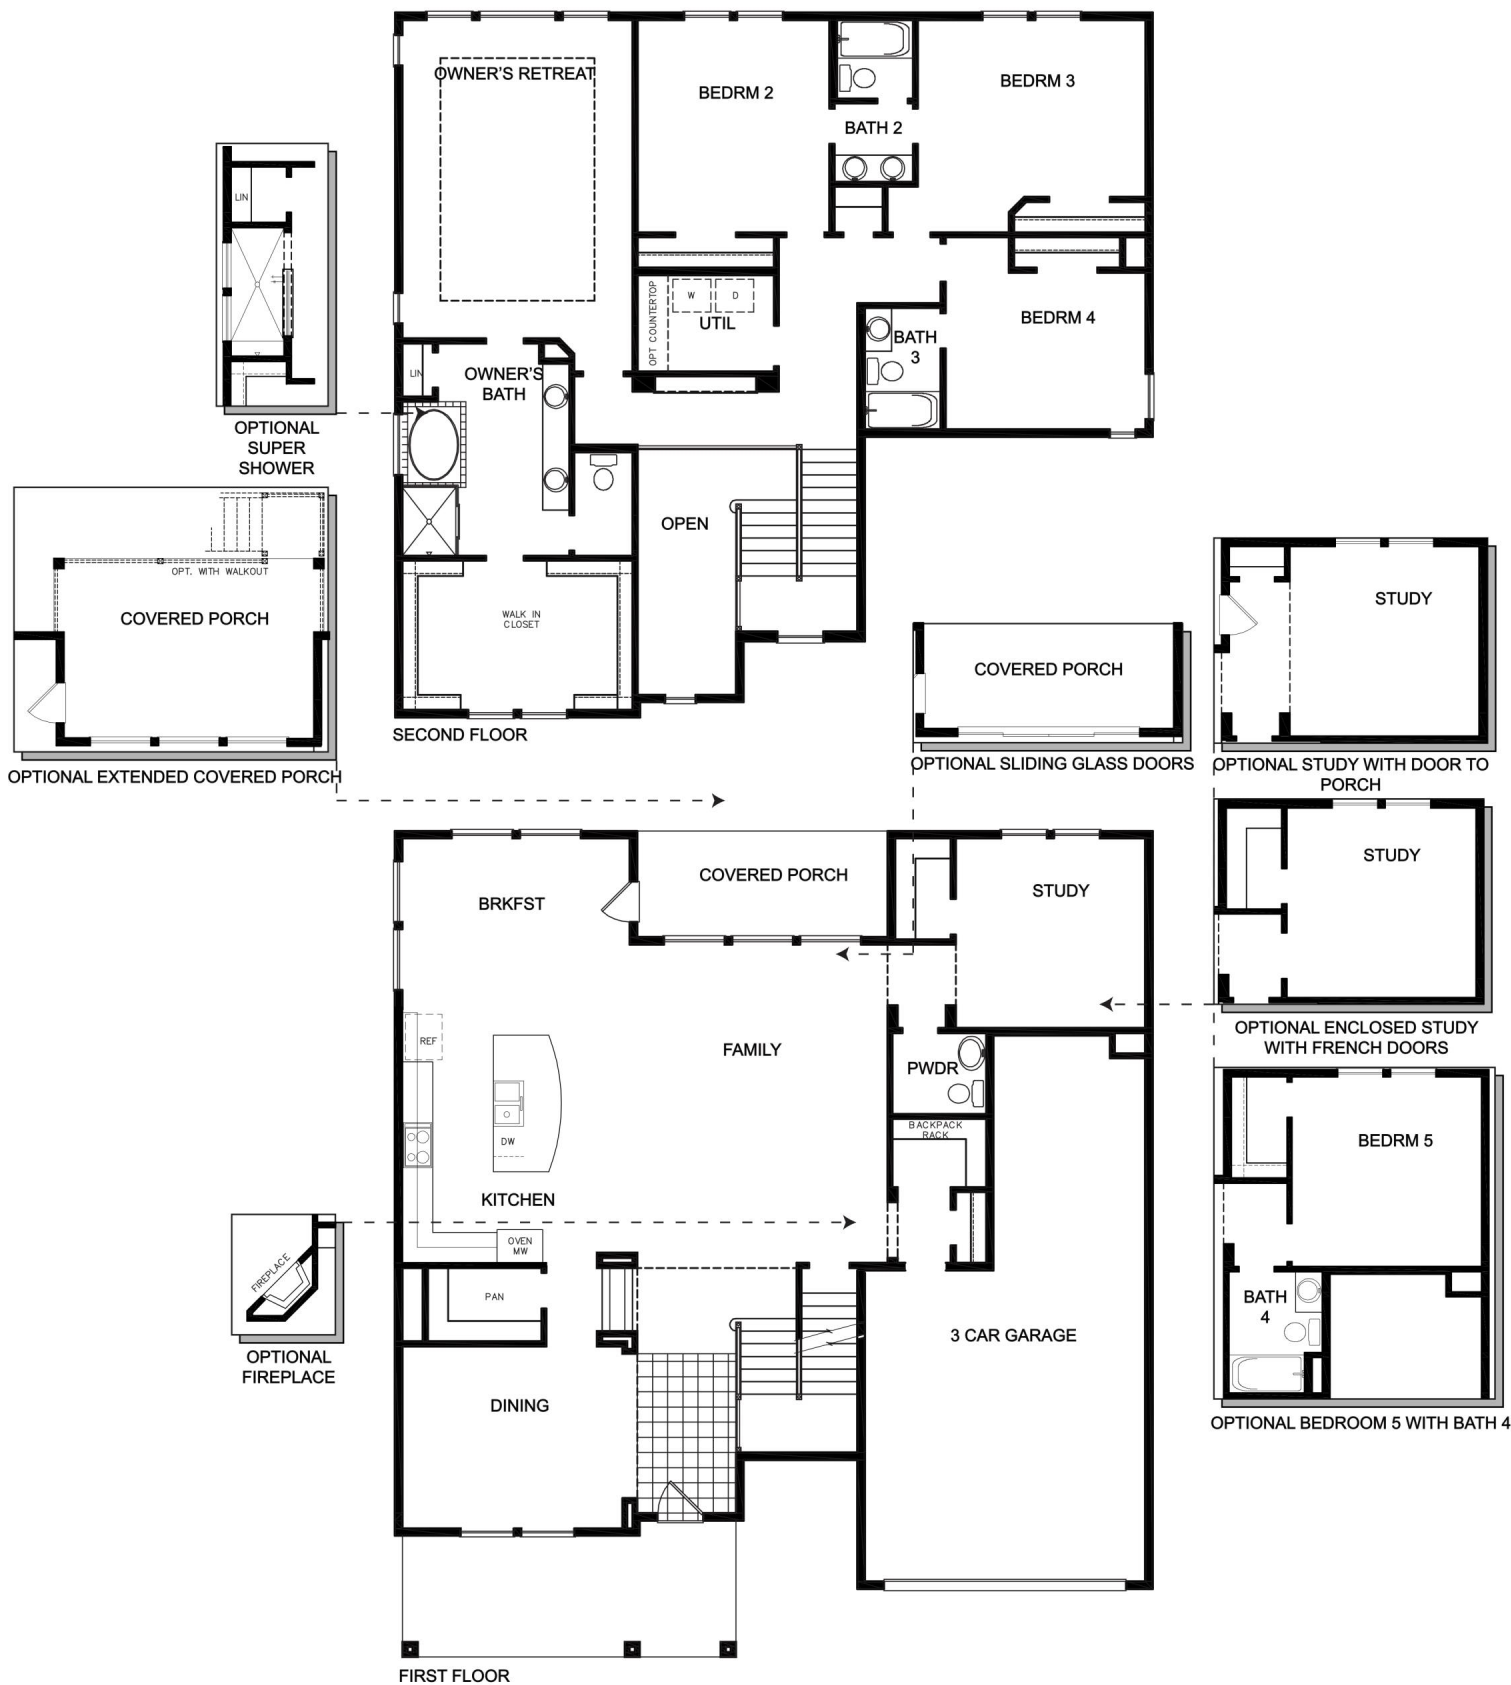 OWNER'S RETREAT
BEDRM 2
BEDRM 3
BATH 2
LIN
OPT COUNTERTOP
W
D
UTIL
BEDRM 4
BATH
3
LIN
OWNER'S
BATH
OPTIONAL
SUPER
SHOWER
OPEN
OPT. WITH WALKOUT
COVERED PORCH
WALK IN
CLOSET
STUDY
COVERED PORCH
SECOND FLOOR
OPTIONAL EXTENDED COVERED PORCH
OPTIONAL SLIDING GLASS DOORS
OPTIONAL STUDY WITH DOOR TO
PORCH
STUDY
COVERED PORCH
BRKFST
STUDY
REF
FAMILY
OPTIONAL ENCLOSED STUDY
WITH FRENCH DOORS
PWDR
DW
BACKPACK
RACK
BEDRM 5
KITCHEN
OVEN
MW
FIREPLACE
PAN
BATH
4
3 CAR GARAGE
OPTIONAL
FIREPLACE
DINING
OPTIONAL BEDROOM 5 WITH BATH 4
FIRST FLOOR